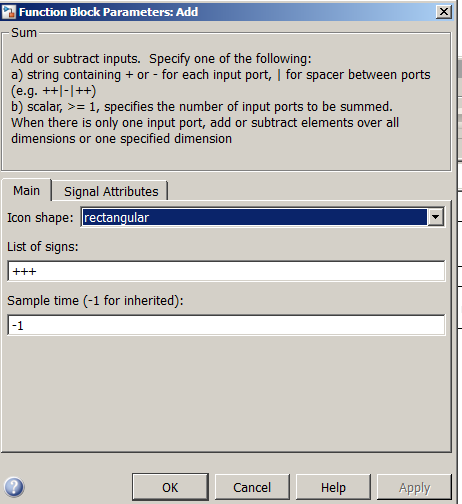 Function Block Parameters: Add
Sum
Add or subtract inputs. Specify one of the following:
a) string containing + or - for each input port, | for spacer between ports
(e.g. ++|-|++)
b) scalar, >= 1, specifies the number of input ports to be summed.
When there is only one input port, add or subtract elements over all
dimensions or one specified dimension
Main Signal Attributes
Icon shape: rectangular
List of signs:
+++
Sample time (-1 for inherited):
-1
OK Cancel Help Apply